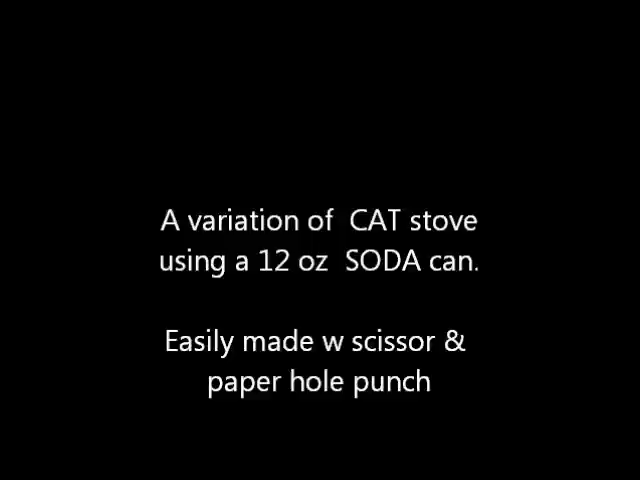 A variation of  CAT stove
using a 12 oz  SODA can.
Easily made w scissor &
paper hole punch